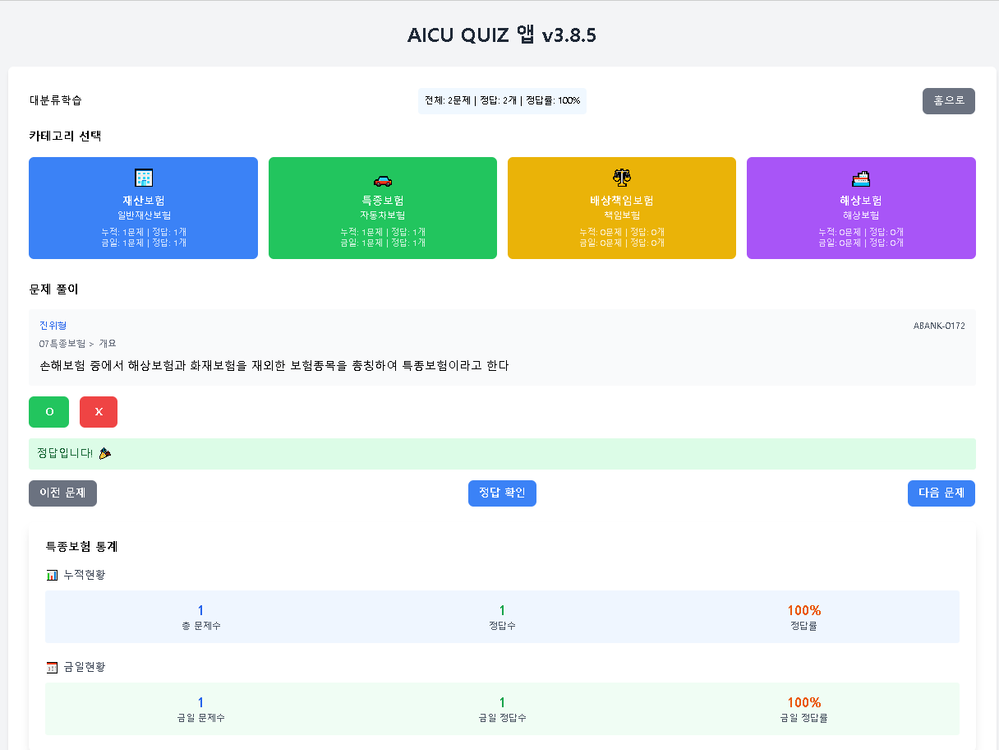 AICU QUIZ 앱 v3.8.5
대분류학습
전체: 2문제 | 정답: 2개 | 정답률: 100%
홈으로
카테고리 선택
재산보험
일반재산보험
누적: 1문제 | 정답: 1개
금일: 1문제 | 정답: 1개
특종보험
자동차보험
누적: 1문제 | 정답: 1개
금일: 1문제 | 정답: 1개
배상책임보험
책임보험
누적: 0문제 | 정답: 0개
금일: 0문제 | 정답: 0개
해상보험
해상보험
누적: 0문제 | 정답: 0개
금일: 0문제 | 정답: 0개
문제 풀이
진위형
ABANK-0172
07특종보험 > 개요
손해보험 중에서 해상보험과 화재보험을 재외한 보험종목을 총칭하여 특종보험이라고 한다
O
X
정답입니다!
이전 문제
정답 확인
다음 문제
특종보험 통계
누적현황
1
총 문제수
1
정답수
100%
정답률
금일현황
1
금일 문제수
1
금일 정답수
100%
금일 정답률